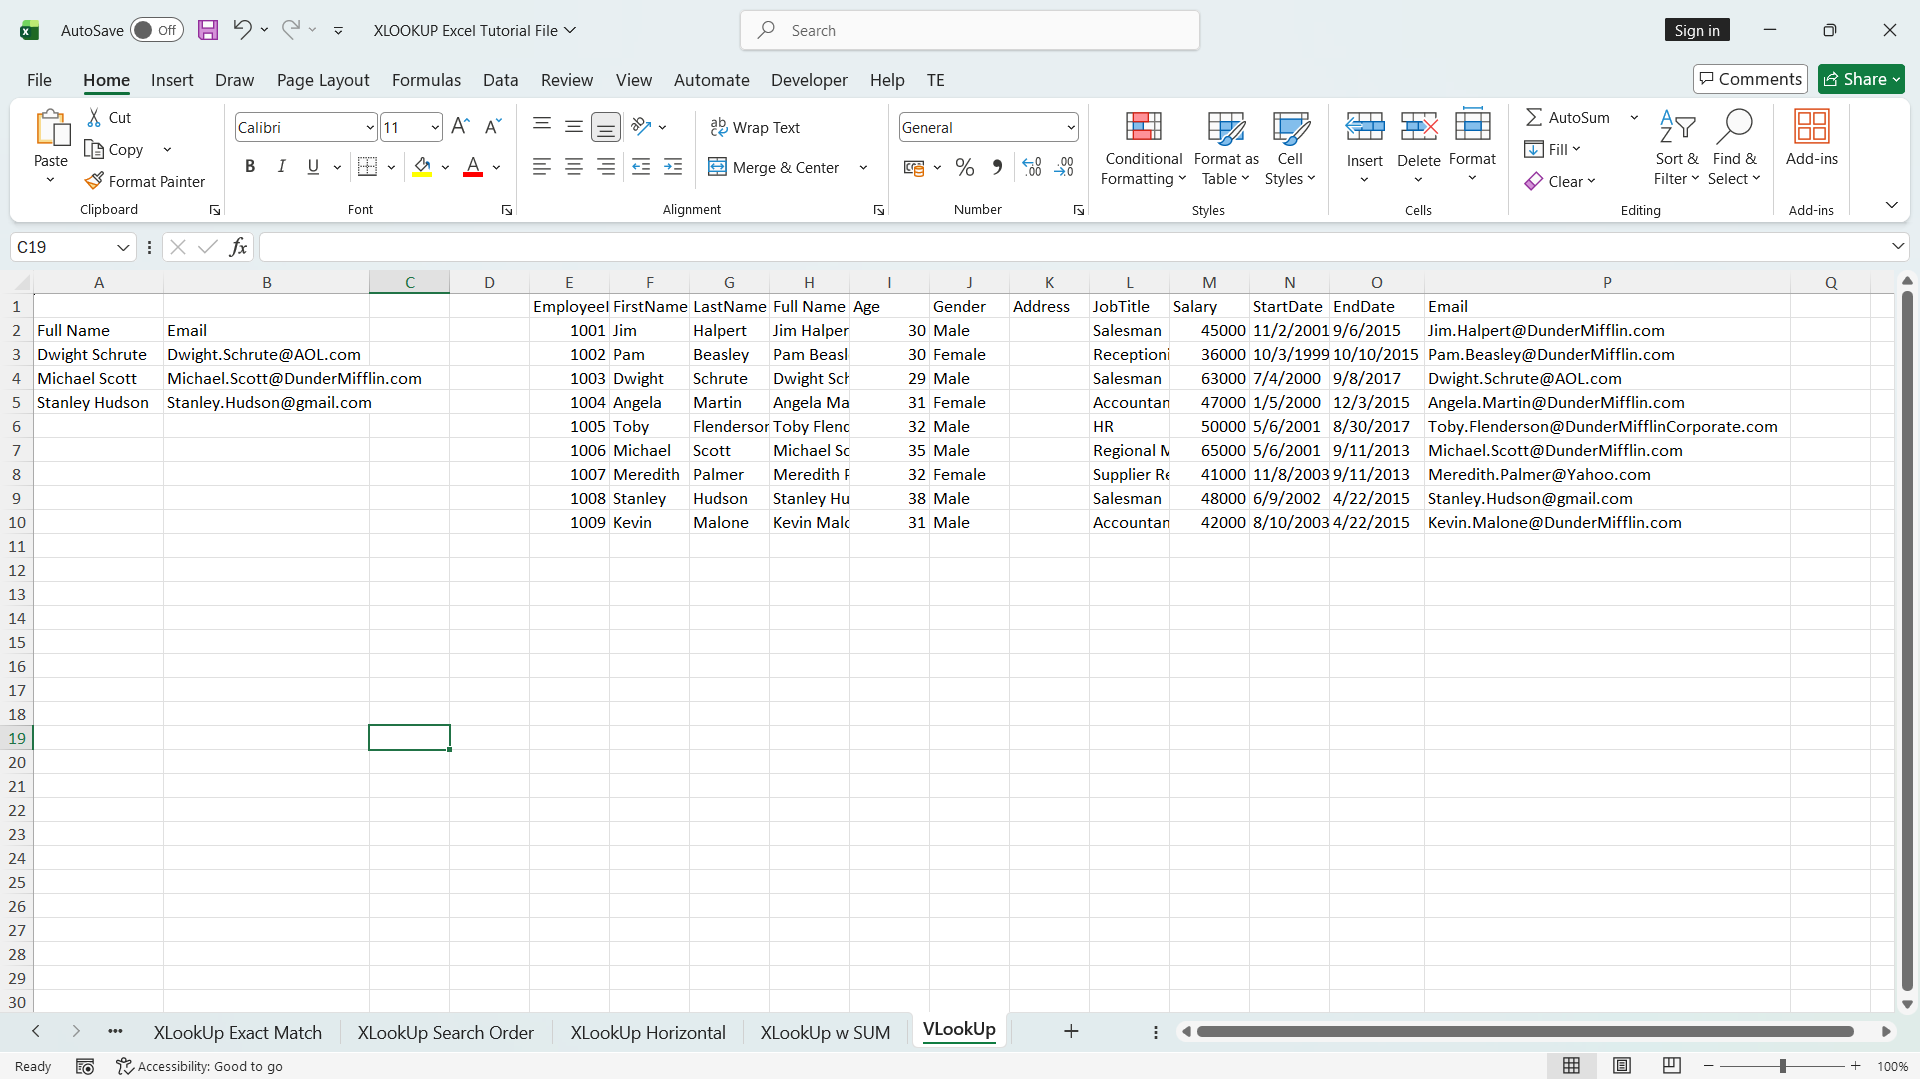 AutoSave Off XLOOKUP Excel Tutorial File Search Sign in
File Home Insert Draw Page Layout Formulas Data Review View Automate Developer Help TE Comments Share
Paste Cut Copy Format Painter Clipboard
Calibri 11 A A B I U A Font
ab Wrap Text Merge & Center Alignment
General % Number
Conditional Formatting Format as Table Cell Styles Styles
Insert Delete Format Cells
AutoSum Fill Clear Sort & Filter Find & Select Editing
Add-ins Add-ins
C19 fx
A B C D E F G H I J K L M N O P Q
1 EmployeeI FirstName LastName Full Name Age Gender Address JobTitle Salary StartDate EndDate Email
2 Full Name Email 1001 Jim Halpert Jim Halper 30 Male Salesman 45000 11/2/2001 9/6/2015 Jim.Halpert@DunderMifflin.com
3 Dwight Schrute Dwight.Schrute@AOL.com 1002 Pam Beasley Pam Beasl 30 Female Receptioni 36000 10/3/1999 10/10/2015 Pam.Beasley@DunderMifflin.com
4 Michael Scott Michael.Scott@DunderMifflin.com 1003 Dwight Schrute Dwight Sch 29 Male Salesman 63000 7/4/2000 9/8/2017 Dwight.Schrute@AOL.com
5 Stanley Hudson Stanley.Hudson@gmail.com 1004 Angela Martin Angela Ma 31 Female Accountan 47000 1/5/2000 12/3/2015 Angela.Martin@DunderMifflin.com
6 1005 Toby Flenderson Toby Flend 32 Male HR 50000 5/6/2001 8/30/2017 Toby.Flenderson@DunderMifflinCorporate.com
7 1006 Michael Scott Michael Sc 35 Male Regional M 65000 5/6/2001 9/11/2013 Michael.Scott@DunderMifflin.com
8 1007 Meredith Palmer Meredith P 32 Female Supplier Re 41000 11/8/2003 9/11/2013 Meredith.Palmer@Yahoo.com
9 1008 Stanley Hudson Stanley Hu 38 Male Salesman 48000 6/9/2002 4/22/2015 Stanley.Hudson@gmail.com
10 1009 Kevin Malone Kevin Malo 31 Male Accountan 42000 8/10/2003 4/22/2015 Kevin.Malone@DunderMifflin.com
11
12
13
14
15
16
17
18
19
20
21
22
23
24
25
26
27
28
29
30
XLookUp Exact Match XLookUp Search Order XLookUp Horizontal XLookUp w SUM VLookUp
Ready Accessibility: Good to go 100%